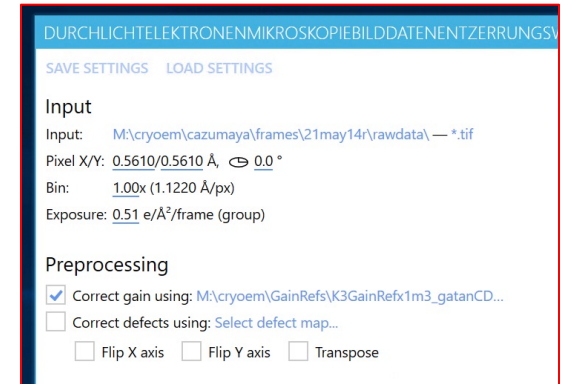 DURCHLICHTELEKTRONENMIKROSKOPIEBILDDATENENTZERRUNGS
SAVE SETTINGS LOAD SETTINGS
Input
Input: M:\cryoem\cazumaya\frames\21may14r\rawdata\ — *.tif
Pixel X/Y: 0.5610/0.5610 Å, 0.0 °
Bin: 1.00x (1.1220 Å/px)
Exposure: 0.51 e/Å²/frame (group)
Preprocessing
Correct gain using: M:\cryoem\GainRefs\K3GainRefx1m3_gatanCD...
Correct defects using: Select defect map...
Flip X axis Flip Y axis Transpose